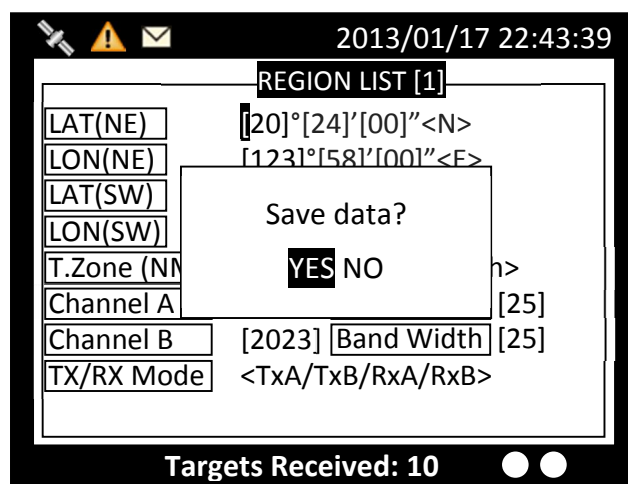 2013/01/17 22:43:39
REGION LIST [1]
LAT(NE) [20]°[24]’[00]”<N>
LON(NE) [123]°[58]’[00]”<E>
LAT(SW)
LON(SW)
Save data?
YES NO
T.Zone (NM
Channel A [25]
Channel B [2023] Band Width [25]
TX/RX Mode <TxA/TxB/RxA/RxB>
Targets Received: 10